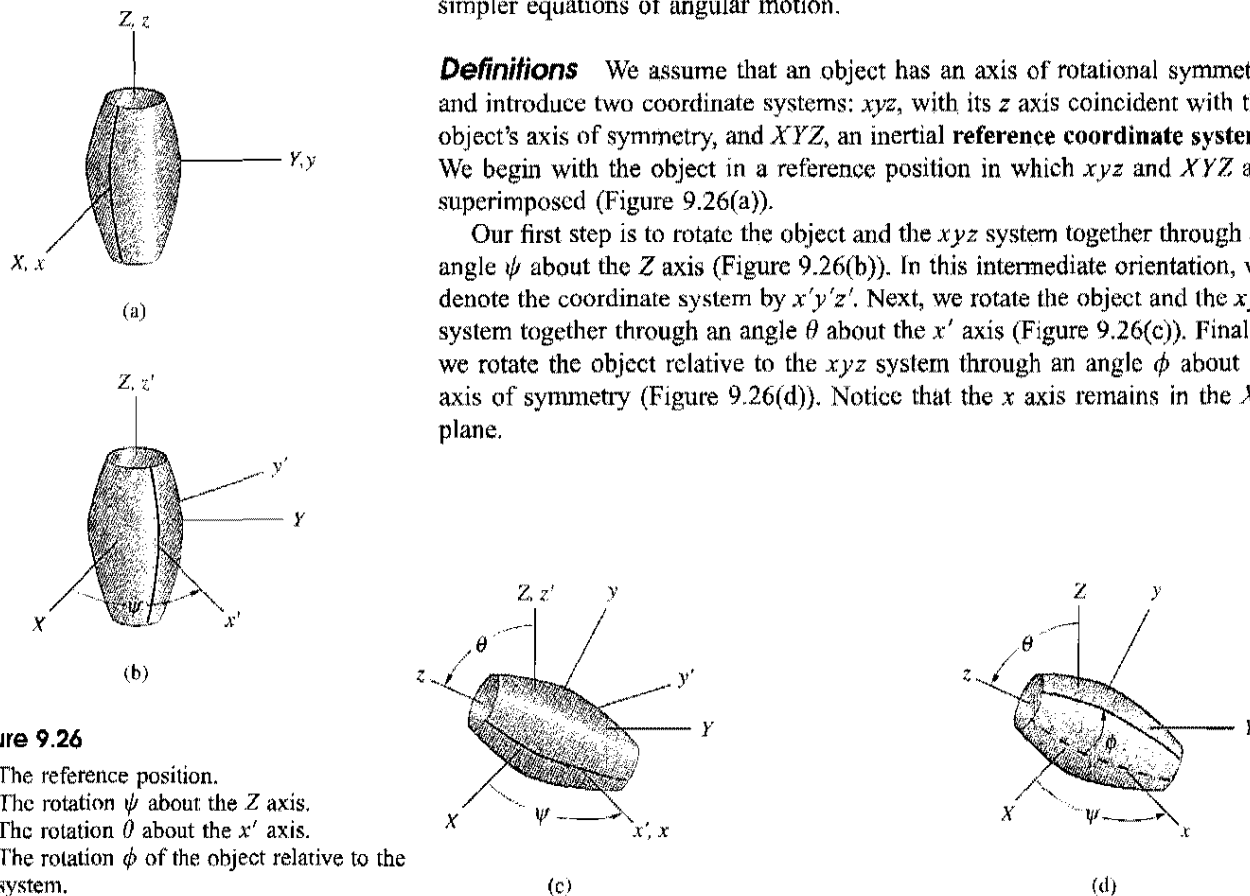 simpler equations of angular motion.
Definitions We assume that an object has an axis of rotational symmet
and introduce two coordinate systems: xyz, with its z axis coincident with t
object's axis of symmetry, and XYZ, an inertial reference coordinate system
We begin with the object in a reference position in which xyz and XYZ a
superimposed (Figure 9.26(a)).
Our first step is to rotate the object and the xyz system together through
angle ψ about the Z axis (Figure 9.26(b)). In this intermediate orientation, w
denote the coordinate system by x′y′z′. Next, we rotate the object and the xy
system together through an angle θ about the x′ axis (Figure 9.26(c)). Final
we rotate the object relative to the xyz system through an angle ϕ about
axis of symmetry (Figure 9.26(d)). Notice that the x axis remains in the X
plane.
Z, z
Y, y
X, x
(a)
Z, z′
y′
Y
ψ
X
x′
(b)
Z, z′
y
θ
z
y′
Y
X
ψ
x′, x
(c)
Z
y
θ
z
Y
ϕ
X
ψ
x
(d)
ure 9.26
The reference position.
The rotation ψ about the Z axis.
The rotation θ about the x′ axis.
The rotation ϕ of the object relative to the
system.